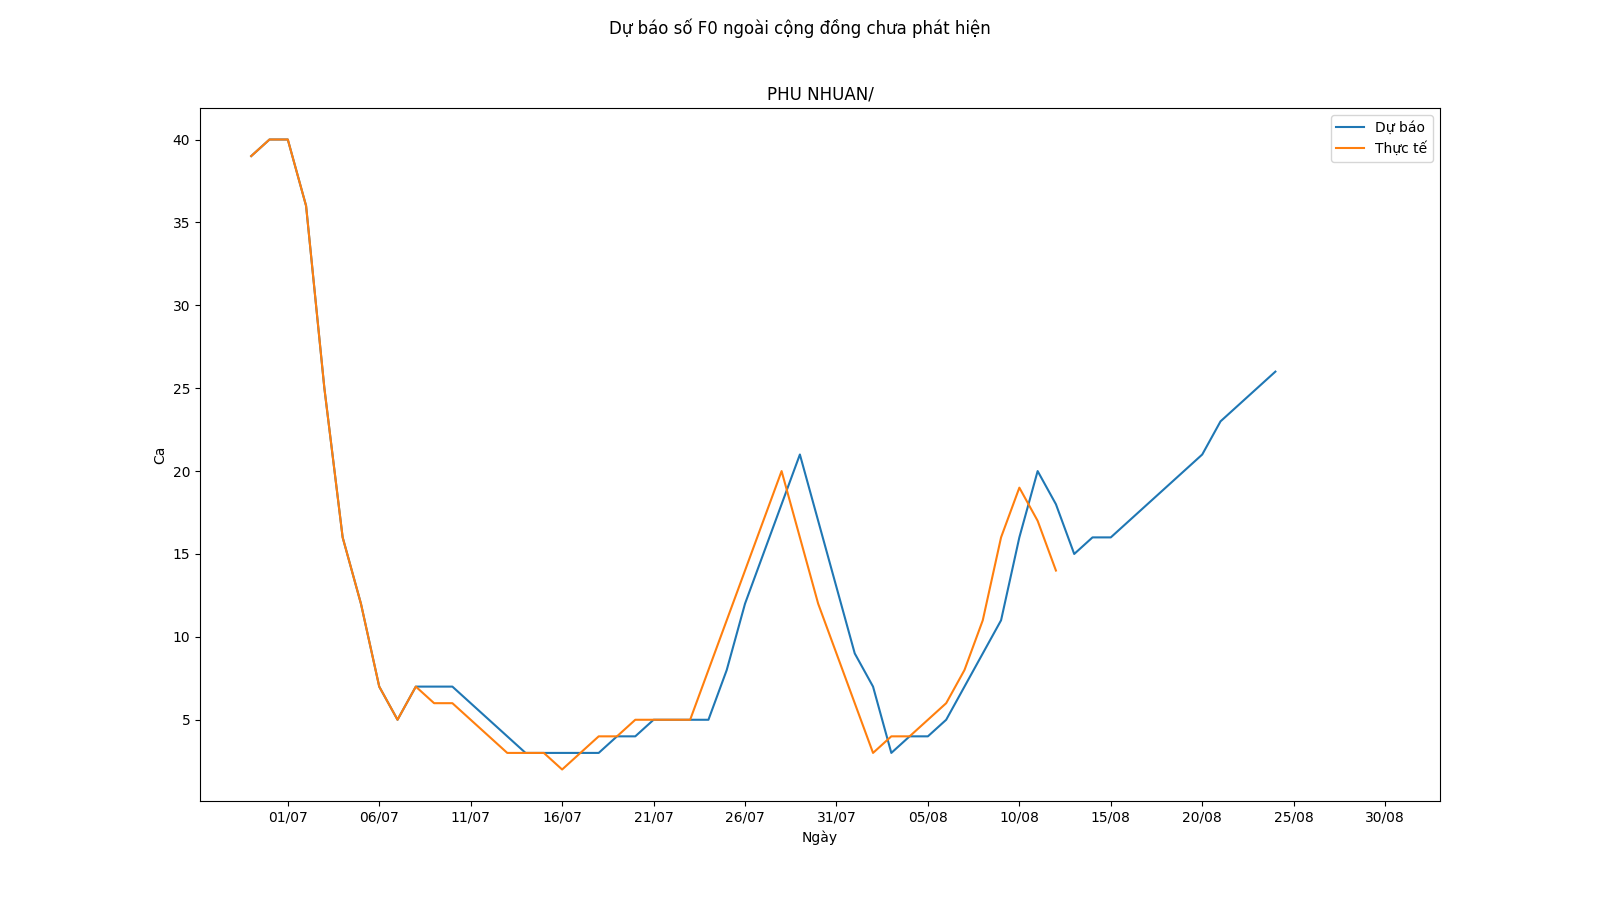 Dự báo số F0 ngoài cộng đồng chưa phát hiện
PHU NHUAN/
Dự báo
Thực tế
40
35
30
25
20
15
10
5
Ca
01/07 06/07 11/07 16/07 21/07 26/07 31/07 05/08 10/08 15/08 20/08 25/08 30/08
Ngày